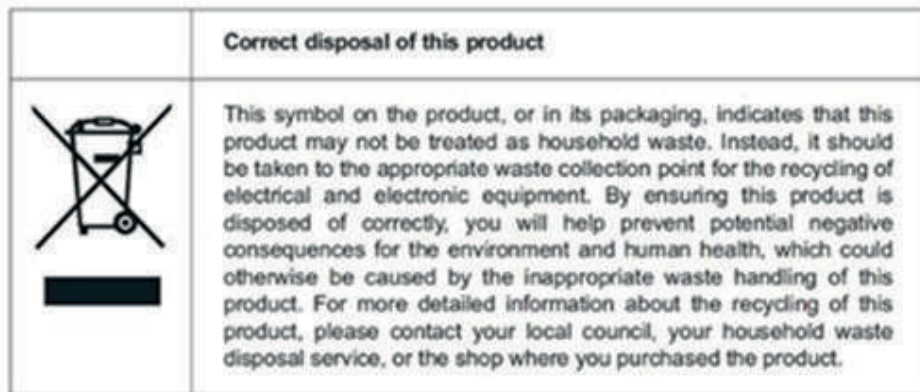 Correct disposal of this product
This symbol on the product, or in its packaging, indicates that this
product may not be treated as household waste. Instead, it should
be taken to the appropriate waste collection point for the recycling of
electrical and electronic equipment. By ensuring this product is
disposed of correctly, you will help prevent potential negative
consequences for the environment and human health, which could
otherwise be caused by the inappropriate waste handling of this
product. For more detailed information about the recycling of this
product, please contact your local council, your household waste
disposal service, or the shop where you purchased the product.